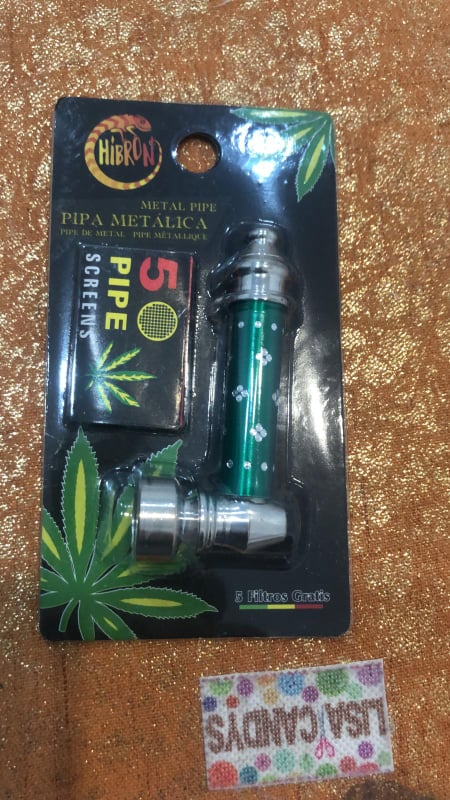 HIBRON
METAL PIPE
PIPA METÁLICA
PIPE DE METAL - PIPE MÉTALLIQUE
5
PIPE
SCREENS
5 Filtros Gratis
LISA CANDYS